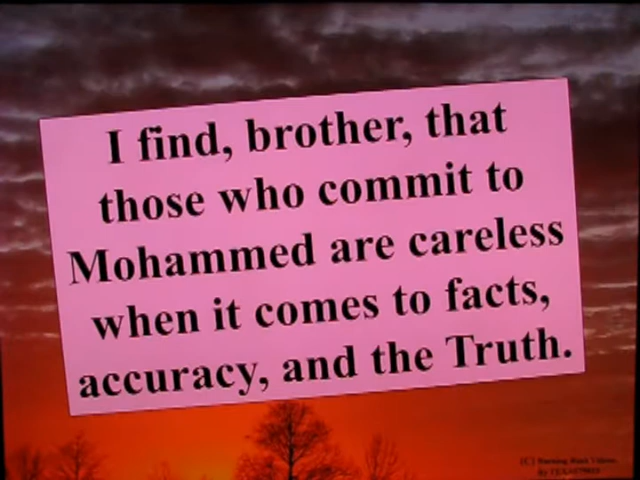 I find, brother, that
those who commit to
Mohammed are careless
when it comes to facts,
accuracy, and the Truth.